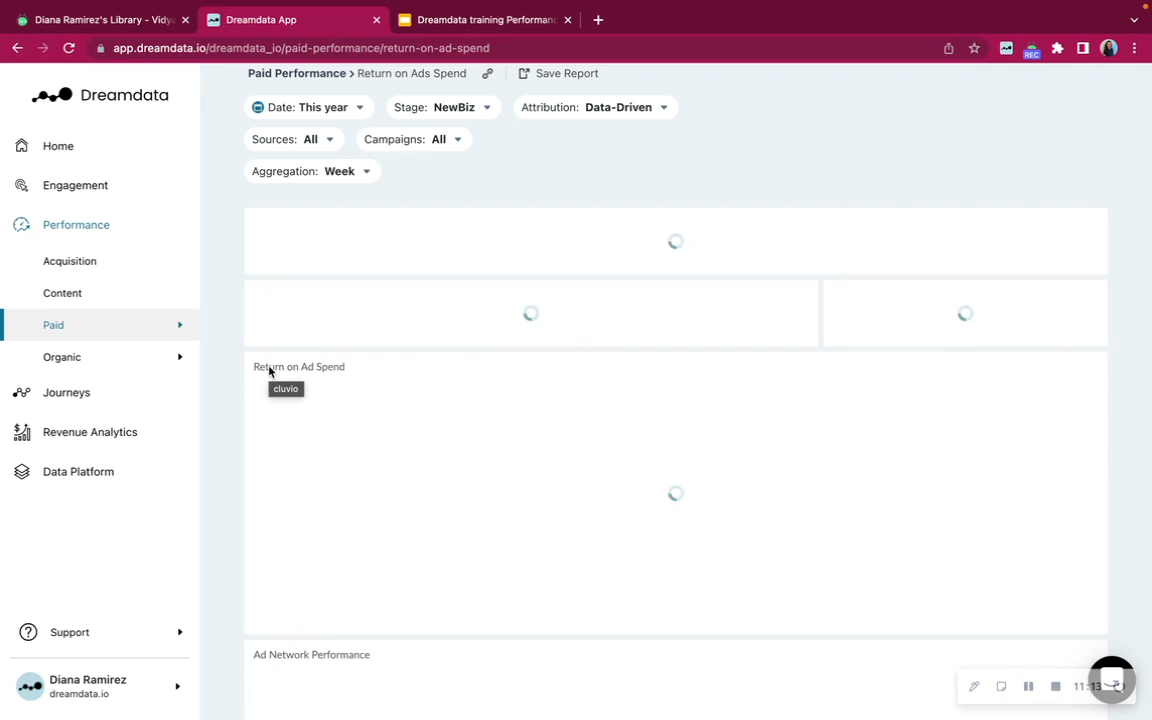 Diana Ramirez's Library - Vidya
Dreamdata App
Dreamdata training Performanc
app.dreamdata.io/dreamdata_io/paid-performance/return-on-ad-spend
REC
Dreamdata
Home
Engagement
Performance
Acquisition
Content
Paid
Organic
Journeys
Revenue Analytics
Data Platform
Support
Diana Ramirez
dreamdata.io
Paid Performance > Return on Ads Spend
Save Report
Date: This year
Stage: NewBiz
Attribution: Data-Driven
Sources: All
Campaigns: All
Aggregation: Week
Return on Ad Spend
cluvio
Ad Network Performance